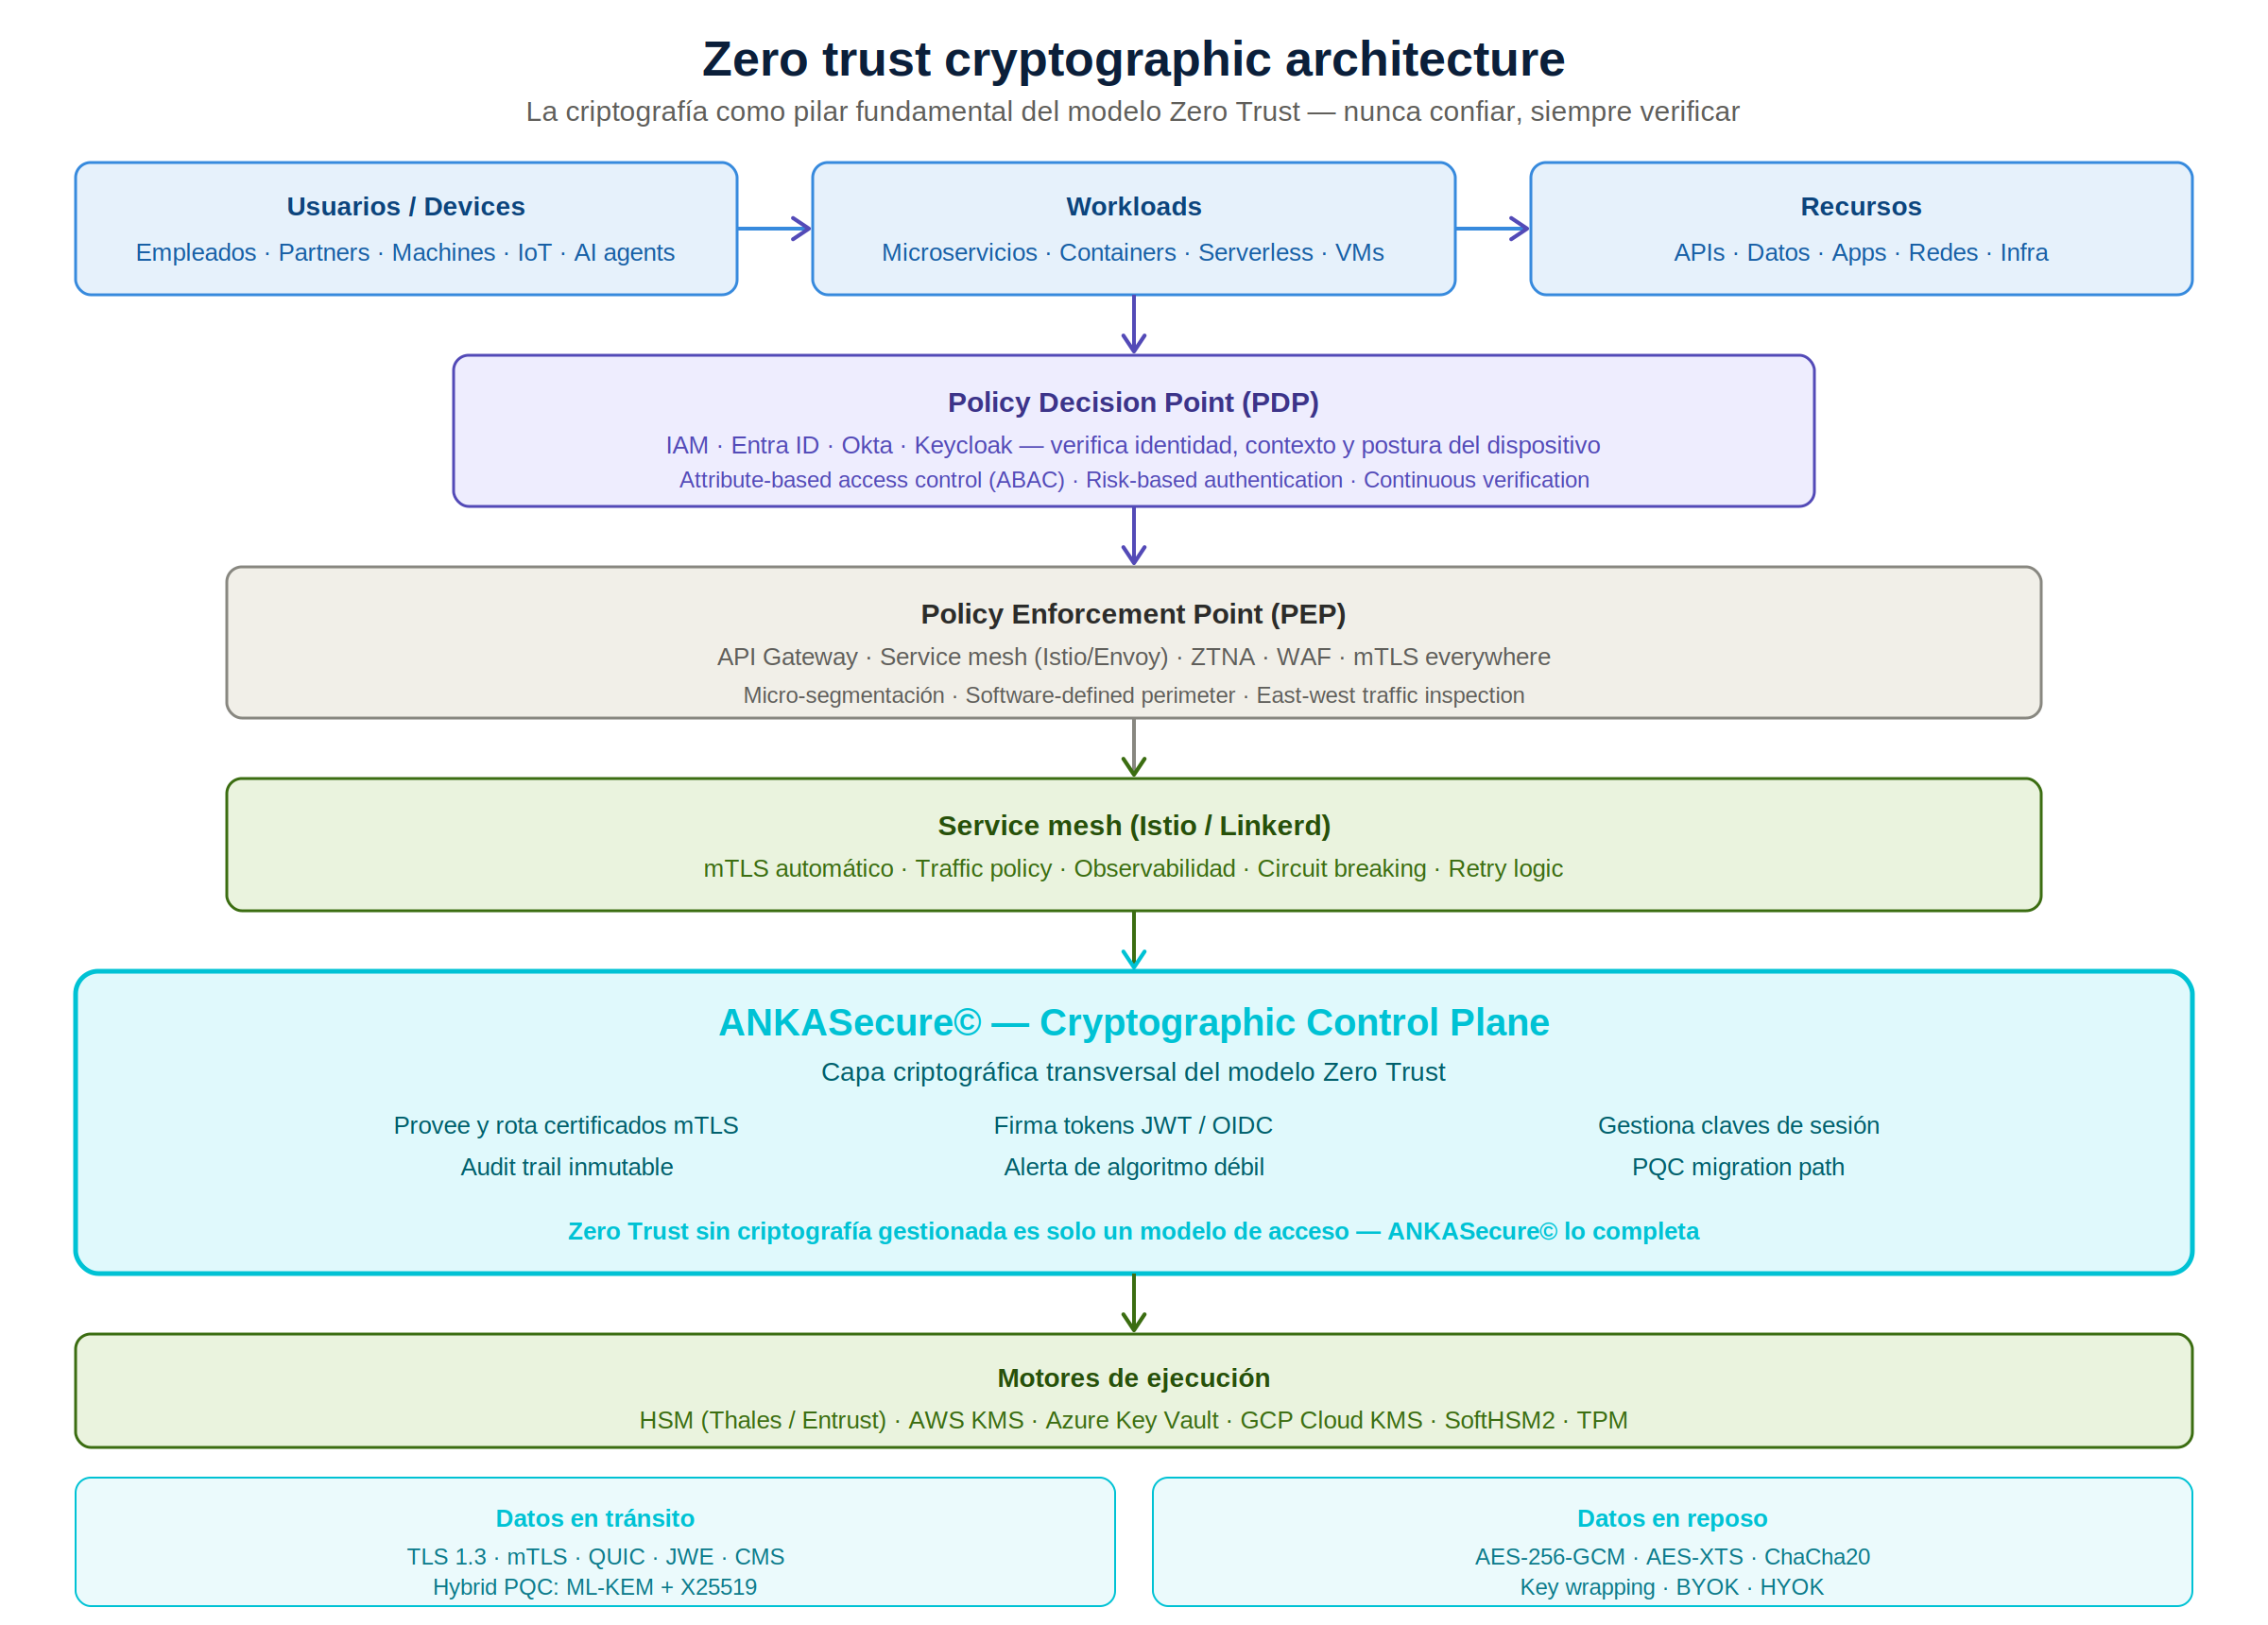 Zero trust cryptographic architecture
La criptografía como pilar fundamental del modelo Zero Trust — nunca confiar, siempre verificar
Usuarios / Devices
Empleados · Partners · Machines · IoT · AI agents
Workloads
Microservicios · Containers · Serverless · VMs
Recursos
APIs · Datos · Apps · Redes · Infra
Policy Decision Point (PDP)
IAM · Entra ID · Okta · Keycloak — verifica identidad, contexto y postura del dispositivo
Attribute-based access control (ABAC) · Risk-based authentication · Continuous verification
Policy Enforcement Point (PEP)
API Gateway · Service mesh (Istio/Envoy) · ZTNA · WAF · mTLS everywhere
Micro-segmentación · Software-defined perimeter · East-west traffic inspection
Service mesh (Istio / Linkerd)
mTLS automático · Traffic policy · Observabilidad · Circuit breaking · Retry logic
ANKASecure© — Cryptographic Control Plane
Capa criptográfica transversal del modelo Zero Trust
Provee y rota certificados mTLS
Firma tokens JWT / OIDC
Gestiona claves de sesión
Audit trail inmutable
Alerta de algoritmo débil
PQC migration path
Zero Trust sin criptografía gestionada es solo un modelo de acceso — ANKASecure© lo completa
Motores de ejecución
HSM (Thales / Entrust) · AWS KMS · Azure Key Vault · GCP Cloud KMS · SoftHSM2 · TPM
Datos en tránsito
TLS 1.3 · mTLS · QUIC · JWE · CMS
Hybrid PQC: ML-KEM + X25519
Datos en reposo
AES-256-GCM · AES-XTS · ChaCha20
Key wrapping · BYOK · HYOK